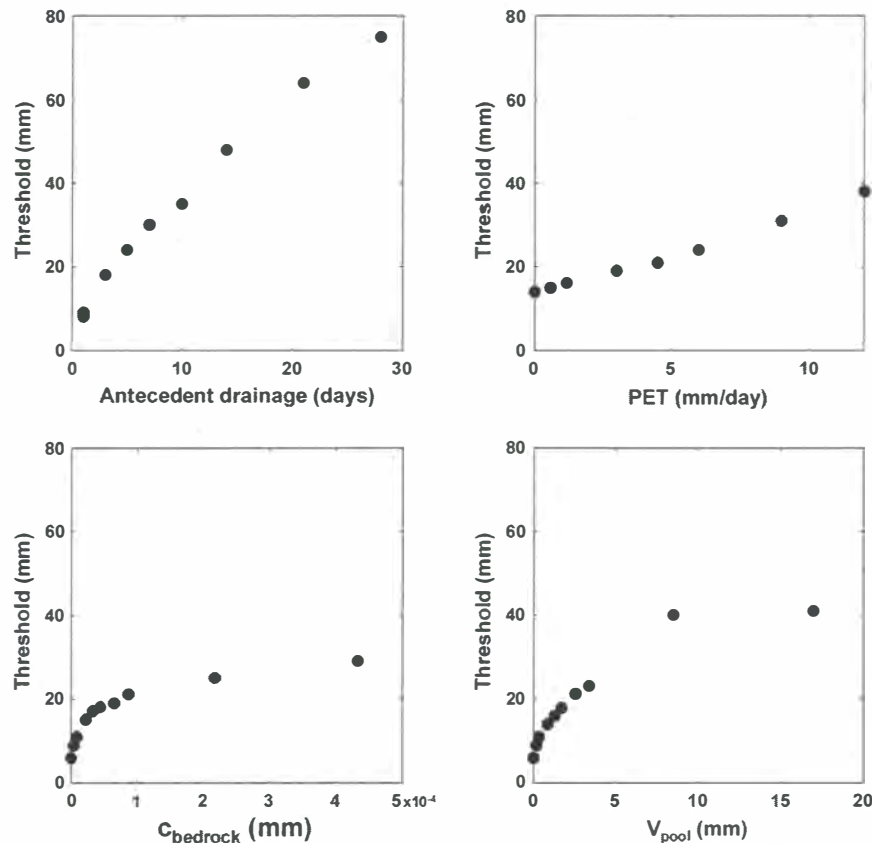 80
60
40
20
0
Threshold (mm)
0 10 20 30
Antecedent drainage (days)
80
60
40
20
0
Threshold (mm)
0 5 10
PET (mm/day)
80
60
40
20
0
Threshold (mm)
0 1 2 3 4 5x10⁻⁴
c_bedrock (mm)
80
60
40
20
0
Threshold (mm)
0 5 10 15 20
V_pool (mm)